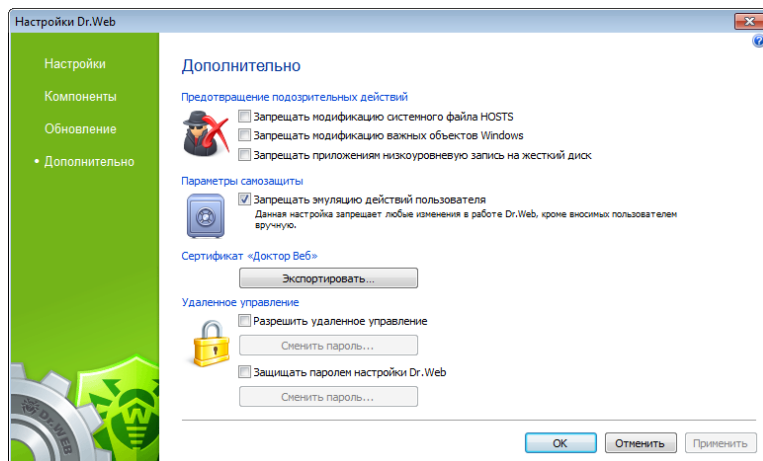 Настройки Dr.Web
Настройки
Компоненты
Обновление
• Дополнительно
Дополнительно
Предотвращение подозрительных действий
Запрещать модификацию системного файла HOSTS
Запрещать модификацию важных объектов Windows
Запрещать приложениям низкоуровневую запись на жесткий диск
Параметры самозащиты
Запрещать эмуляцию действий пользователя
Данная настройка запрещает любые изменения в работе Dr.Web, кроме вносимых пользователем
вручную.
Сертификат «Доктор Веб»
Экспортировать...
Удаленное управление
Разрешить удаленное управление
Сменить пароль...
Защищать паролем настройки Dr.Web
Сменить пароль...
Dr.WEB
OK
Отменить
Применить